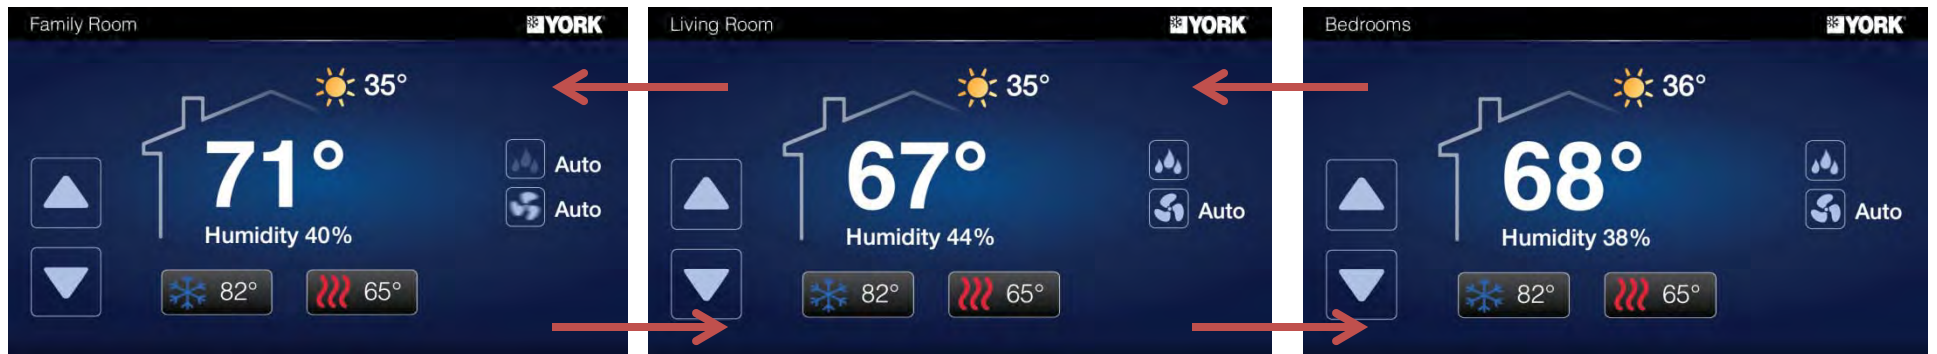 Family Room
YORK
35°
71°
Auto
Auto
Humidity 40%
82°
65°
Living Room
YORK
35°
67°
Auto
Humidity 44%
82°
65°
Bedrooms
YORK
36°
68°
Auto
Humidity 38%
82°
65°